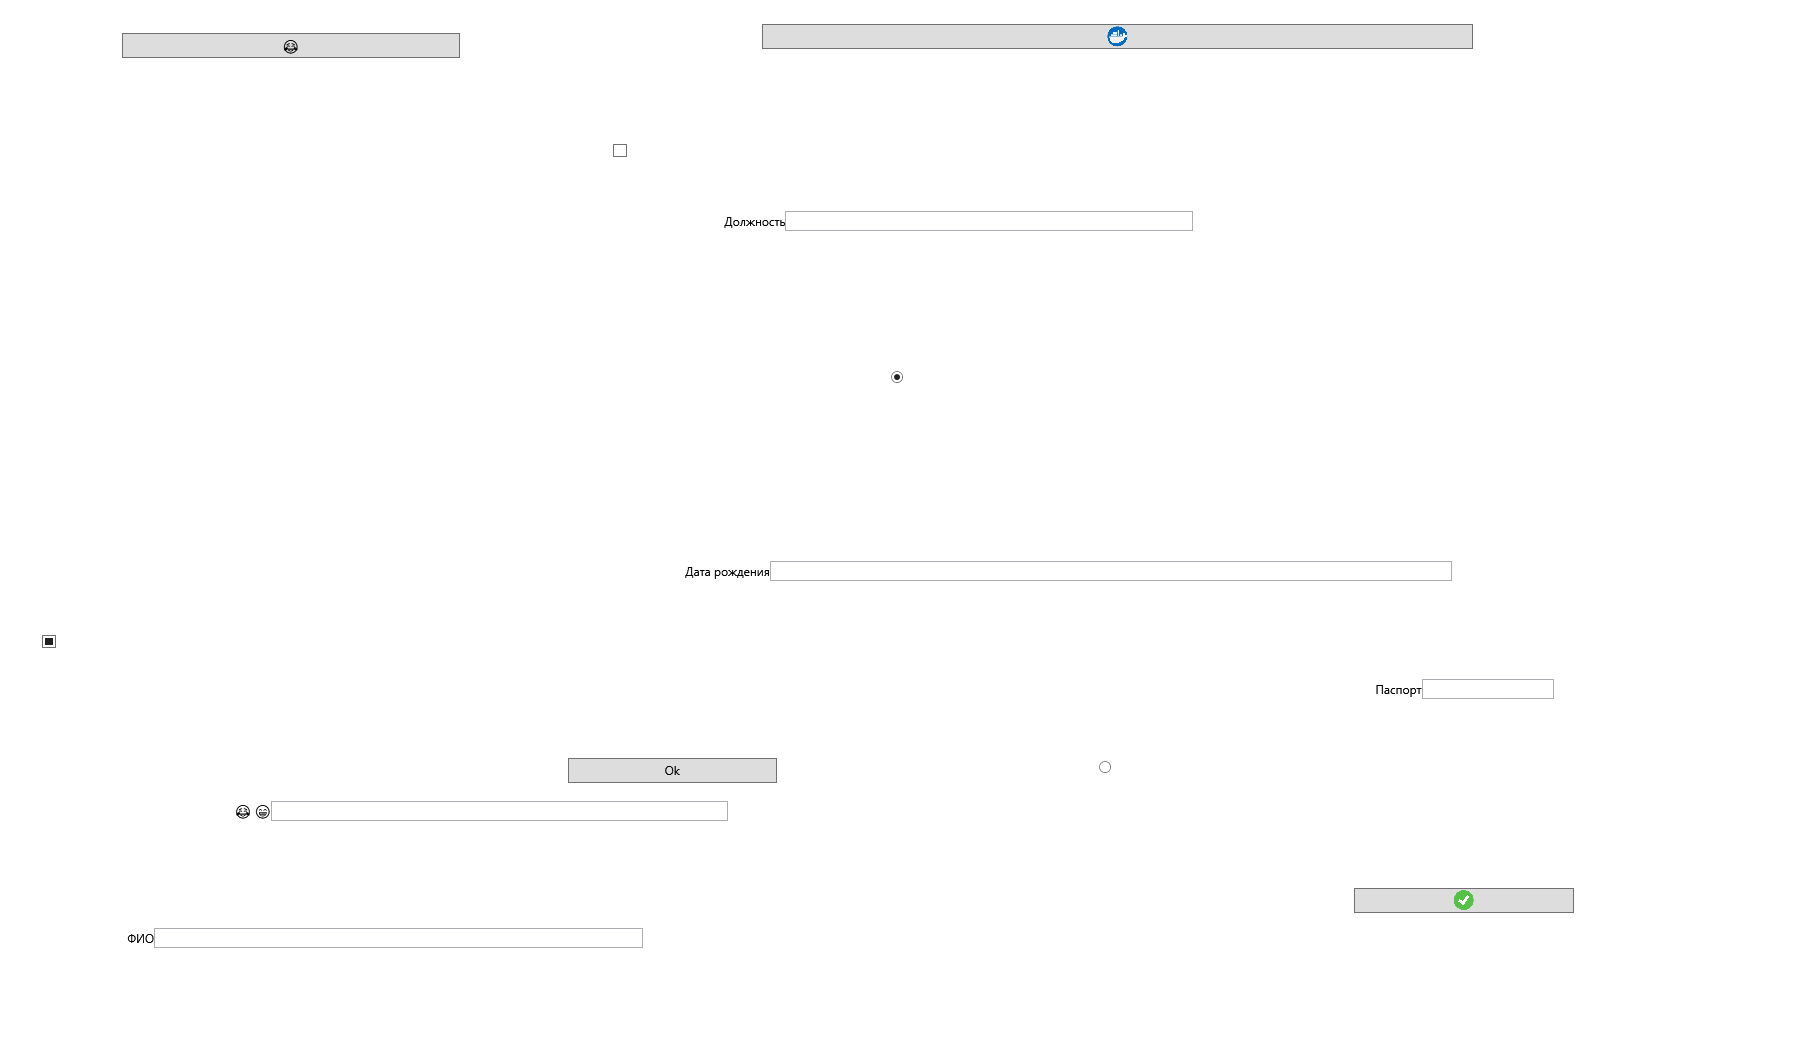 Должность
Дата рождения
Паспорт
Ok
😂 😁
ФИО